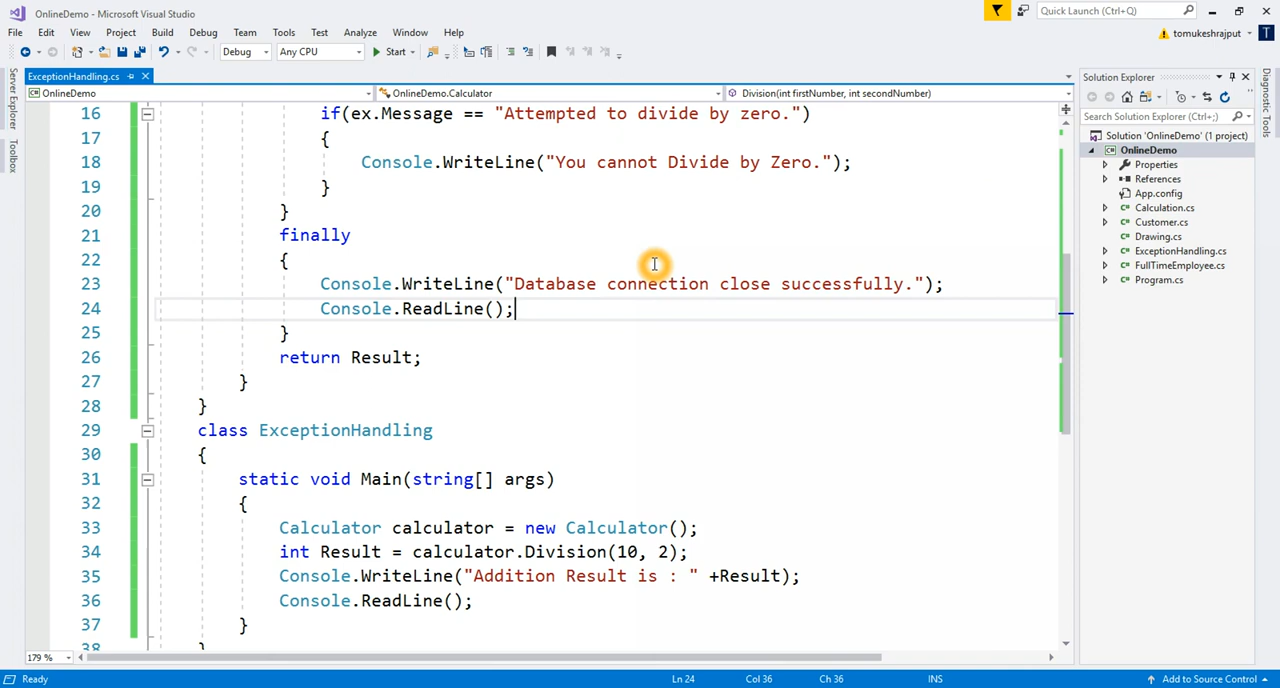 OnlineDemo - Microsoft Visual Studio
Quick Launch (Ctrl+Q)
File Edit View Project Build Debug Team Tools Test Analyze Window Help
tomukeshrajput T
Debug Any CPU Start
Server Explorer
Toolbox
ExceptionHandling.cs
OnlineDemo OnlineDemo.Calculator Division(int firstNumber, int secondNumber)
16 if(ex.Message == "Attempted to divide by zero.")
17 {
18 Console.WriteLine("You cannot Divide by Zero.");
19 }
20 }
21 finally
22 {
23 Console.WriteLine("Database connection close successfully.");
24 Console.ReadLine();
25 }
26 return Result;
27 }
28 }
29 class ExceptionHandling
30 {
31 static void Main(string[] args)
32 {
33 Calculator calculator = new Calculator();
34 int Result = calculator.Division(10, 2);
35 Console.WriteLine("Addition Result is : " +Result);
36 Console.ReadLine();
37 }
38 }
179 %
Solution Explorer
Search Solution Explorer (Ctrl+;)
Solution 'OnlineDemo' (1 project)
OnlineDemo
Properties
References
App.config
Calculation.cs
Customer.cs
Drawing.cs
ExceptionHandling.cs
FullTimeEmployee.cs
Program.cs
Diagnostic Tools
Ready Ln 24 Col 36 Ch 36 INS Add to Source Control